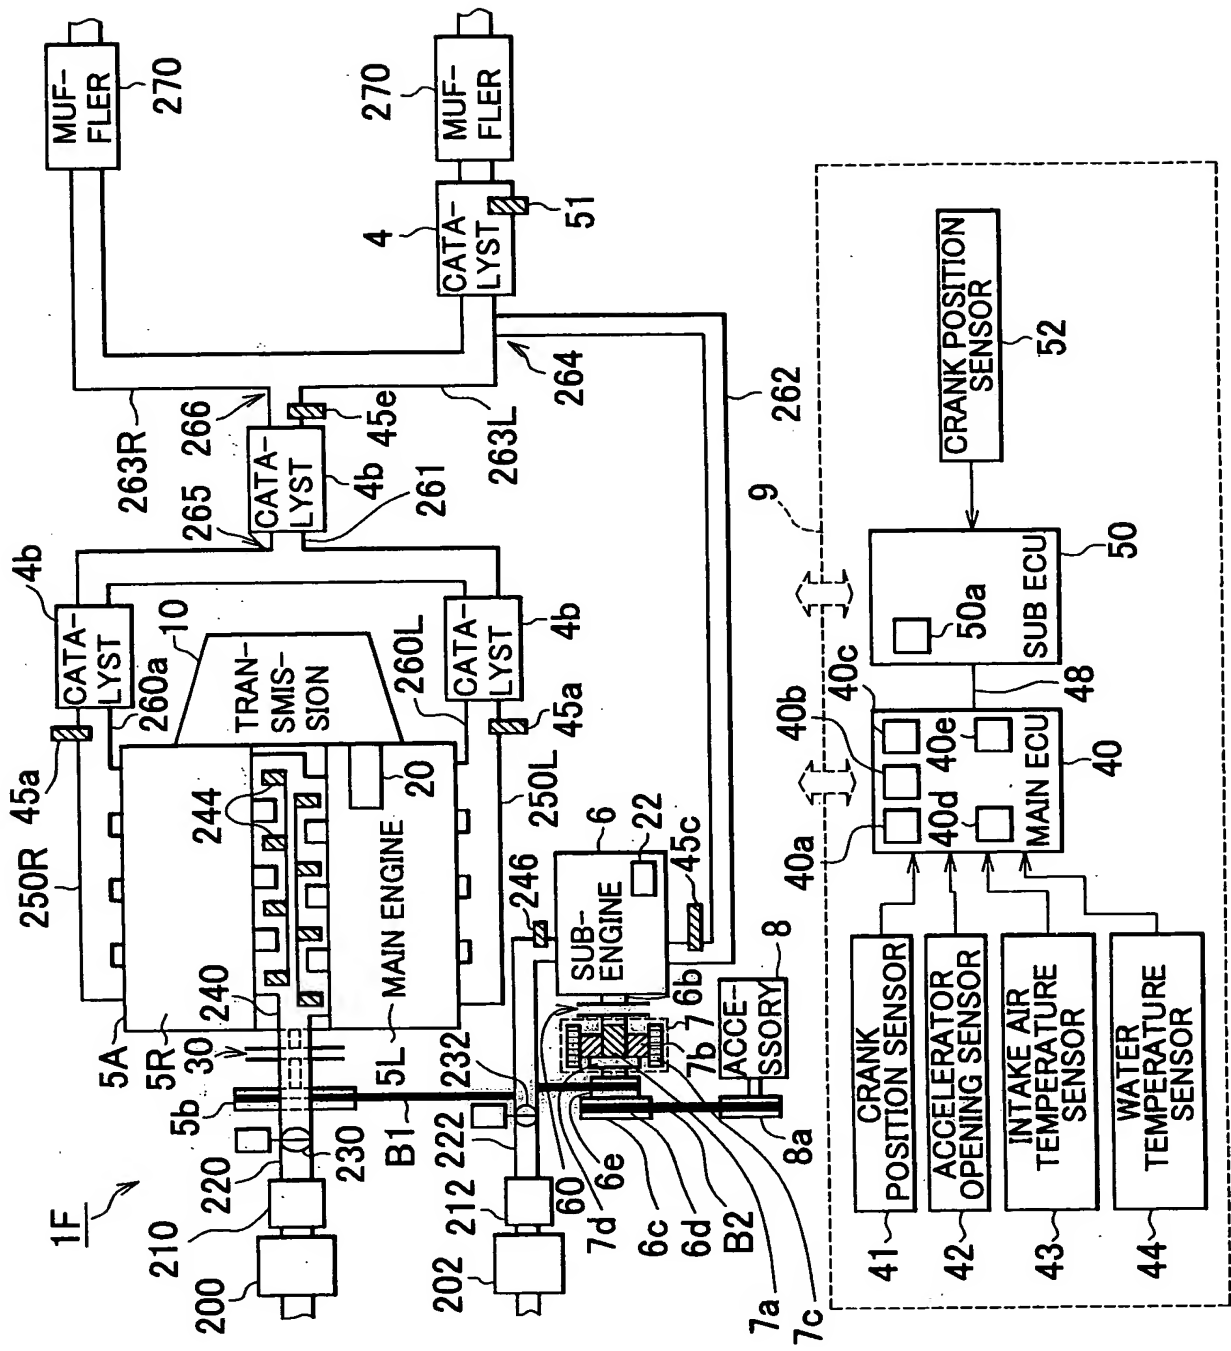 1F
200
210
220
230
5b
30
240
5A
5R
5L
250R
45a
244
MAIN ENGINE
20
TRAN-
SMIS-
SION
10
260a
CATA-
LYST
4b
260L
CATA-
LYST
4b
45a
250L
265
261
CATA-
LYST
4b
263R
266
45e
263L
264
262
MUF-
FLER
270
4
CATA-
LYST
51
MUF-
FLER
270
B1
202
212
222
232
246
SUB-
ENGINE
6
22
45c
60
7d
6e
6c
6d
B2
7a
7c
6b
7
7b
ACCE-
SSORY
8
8a
9
CRANK
POSITION SENSOR
41
ACCELERATOR
OPENING SENSOR
42
INTAKE AIR
TEMPERATURE
SENSOR
43
WATER
TEMPERATURE
SENSOR
44
40a
40b
40c
40d
40e
MAIN ECU
40
48
50a
SUB ECU
50
CRANK POSITION
SENSOR
52